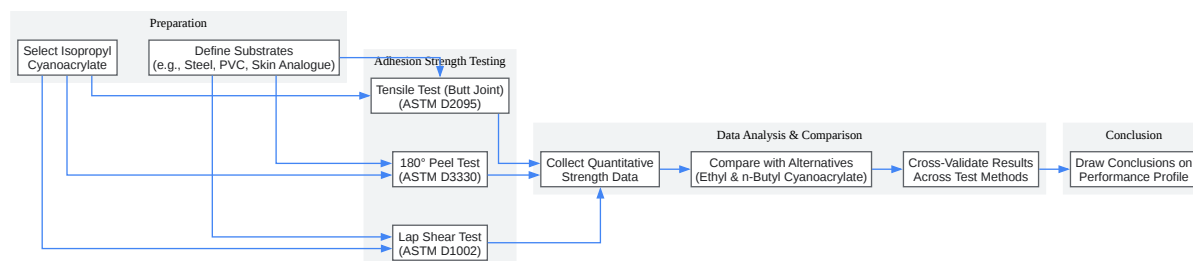 Preparation
Select Isopropyl
Cyanoacrylate
Define Substrates
(e.g., Steel, PVC, Skin Analogue)
Adhesion Strength Testing
Tensile Test (Butt Joint)
(ASTM D2095)
180° Peel Test
(ASTM D3330)
Lap Shear Test
(ASTM D1002)
Data Analysis & Comparison
Collect Quantitative
Strength Data
Compare with Alternatives
(Ethyl & n-Butyl Cyanoacrylate)
Cross-Validate Results
Across Test Methods
Conclusion
Draw Conclusions on
Performance Profile